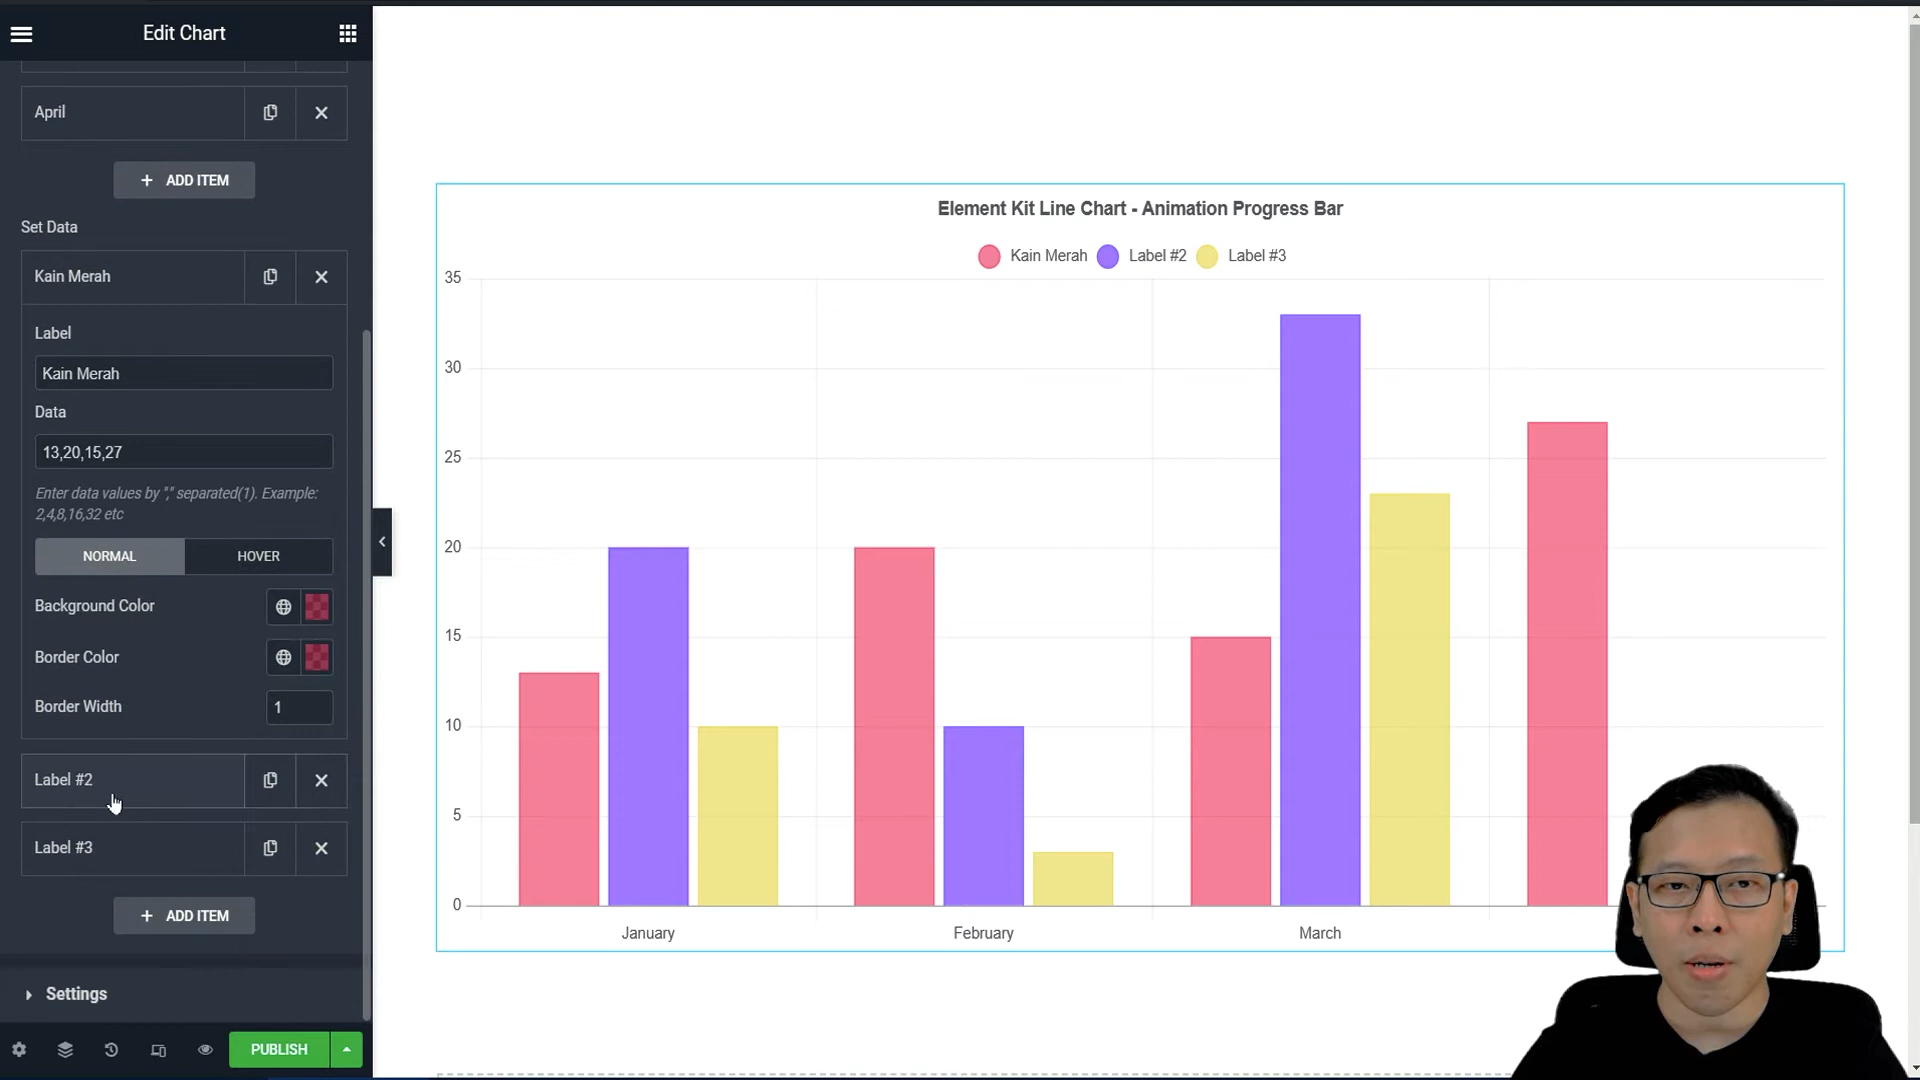 Edit Chart
April
+ ADD ITEM
Set Data
Kain Merah
Label
Kain Merah
Data
13,20,15,27
Enter data values by "," separated(1). Example:
2,4,8,16,32 etc
NORMAL
HOVER
Background Color
Border Color
Border Width
1
Label #2
Label #3
+ ADD ITEM
Settings
PUBLISH
Element Kit Line Chart - Animation Progress Bar
Kain Merah
Label #2
Label #3
35
30
25
20
15
10
5
0
January
February
March